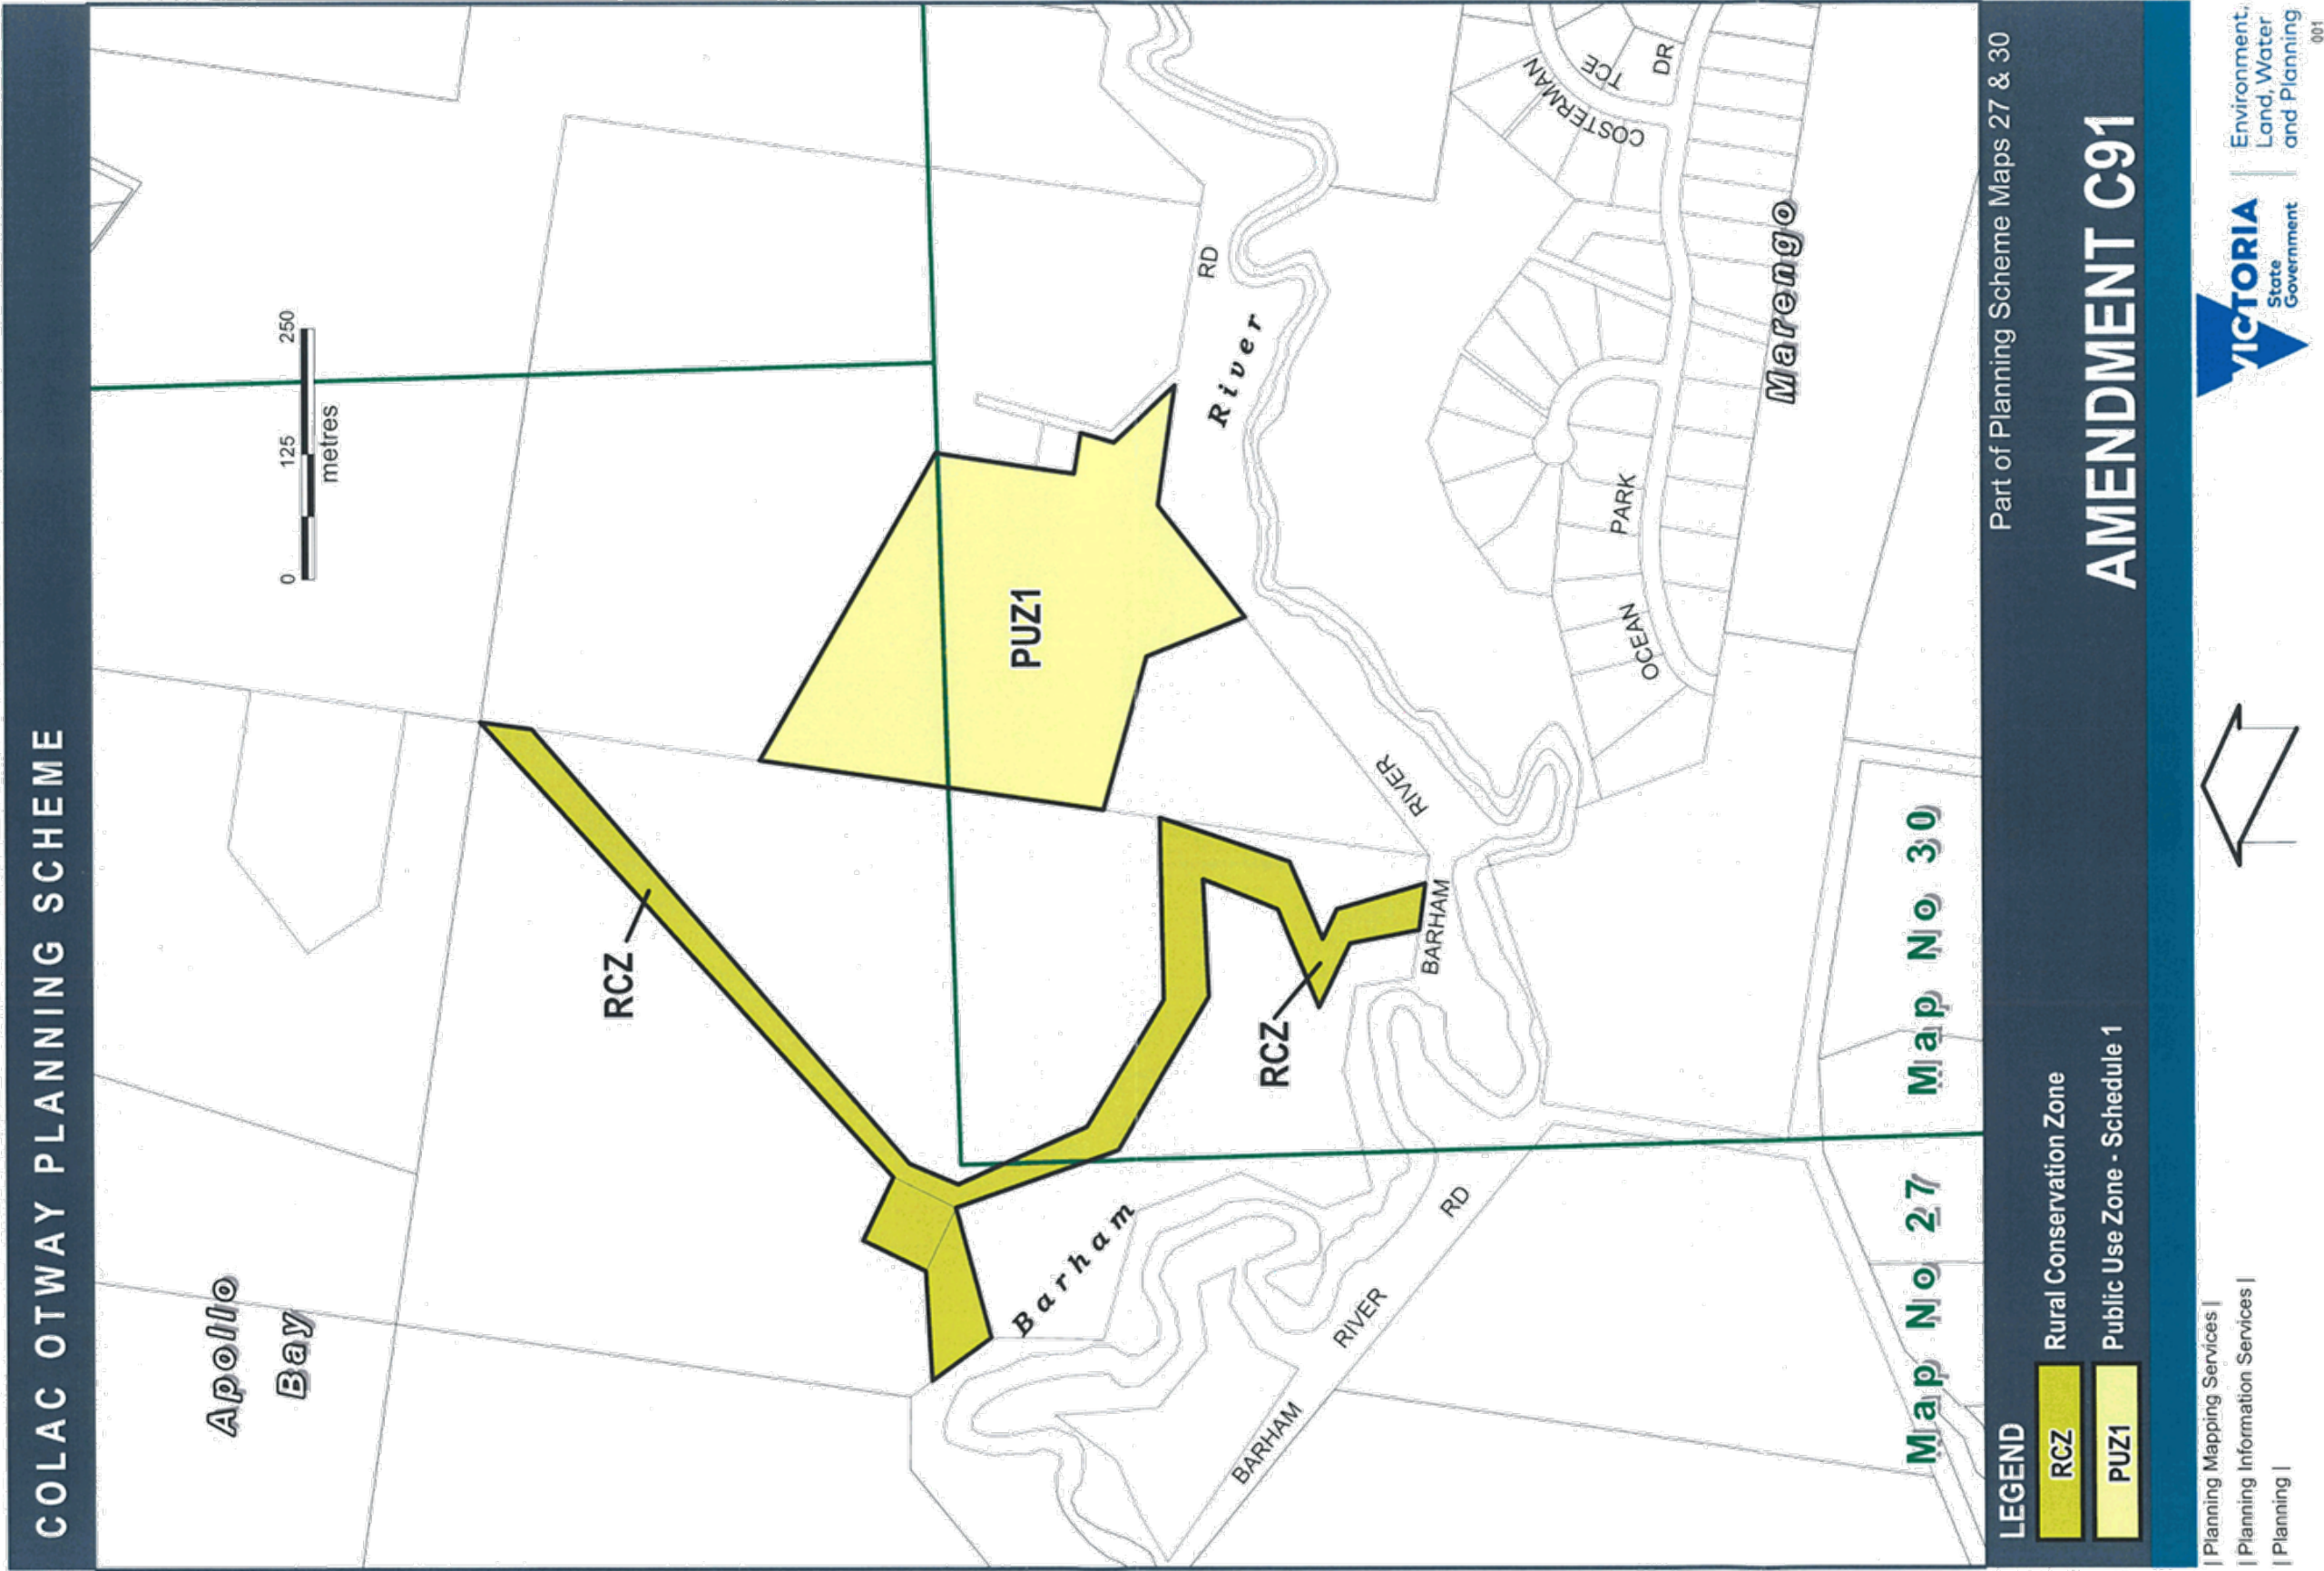 COLAC OTWAY PLANNING SCHEME
Apollo
Bay
0 125 250
metres
RCZ
PUZ1
RCZ
RD
River
Barham
RIVER
BARHAM
RD
RIVER
BARHAM
COSTERMAN
TCE
DR
PARK
OCEAN
Marengo
Map No 27
Map No 30
LEGEND
RCZ Rural Conservation Zone
PUZ1 Public Use Zone - Schedule 1
Part of Planning Scheme Maps 27 & 30
AMENDMENT C91
| Planning Mapping Services |
| Planning Information Services |
| Planning |
VICTORIA
State
Government
Environment,
Land, Water
and Planning
001